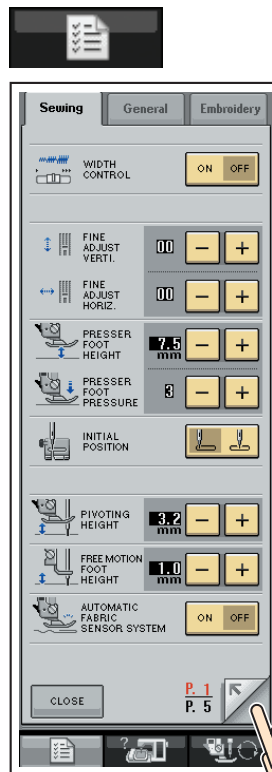 Sewing General Embroidery
WIDTH
CONTROL
ON OFF
FINE
ADJUST
VERTI.
00 − +
FINE
ADJUST
HORIZ.
00 − +
PRESSER
FOOT
HEIGHT
7.5
mm
− +
PRESSER
FOOT
PRESSURE
3 − +
INITIAL
POSITION
PIVOTING
HEIGHT
3.2
mm
− +
FREE MOTION
FOOT
HEIGHT
1.0
mm
− +
AUTOMATIC
FABRIC
SENSOR SYSTEM
ON OFF
CLOSE
P. 1
P. 5
?